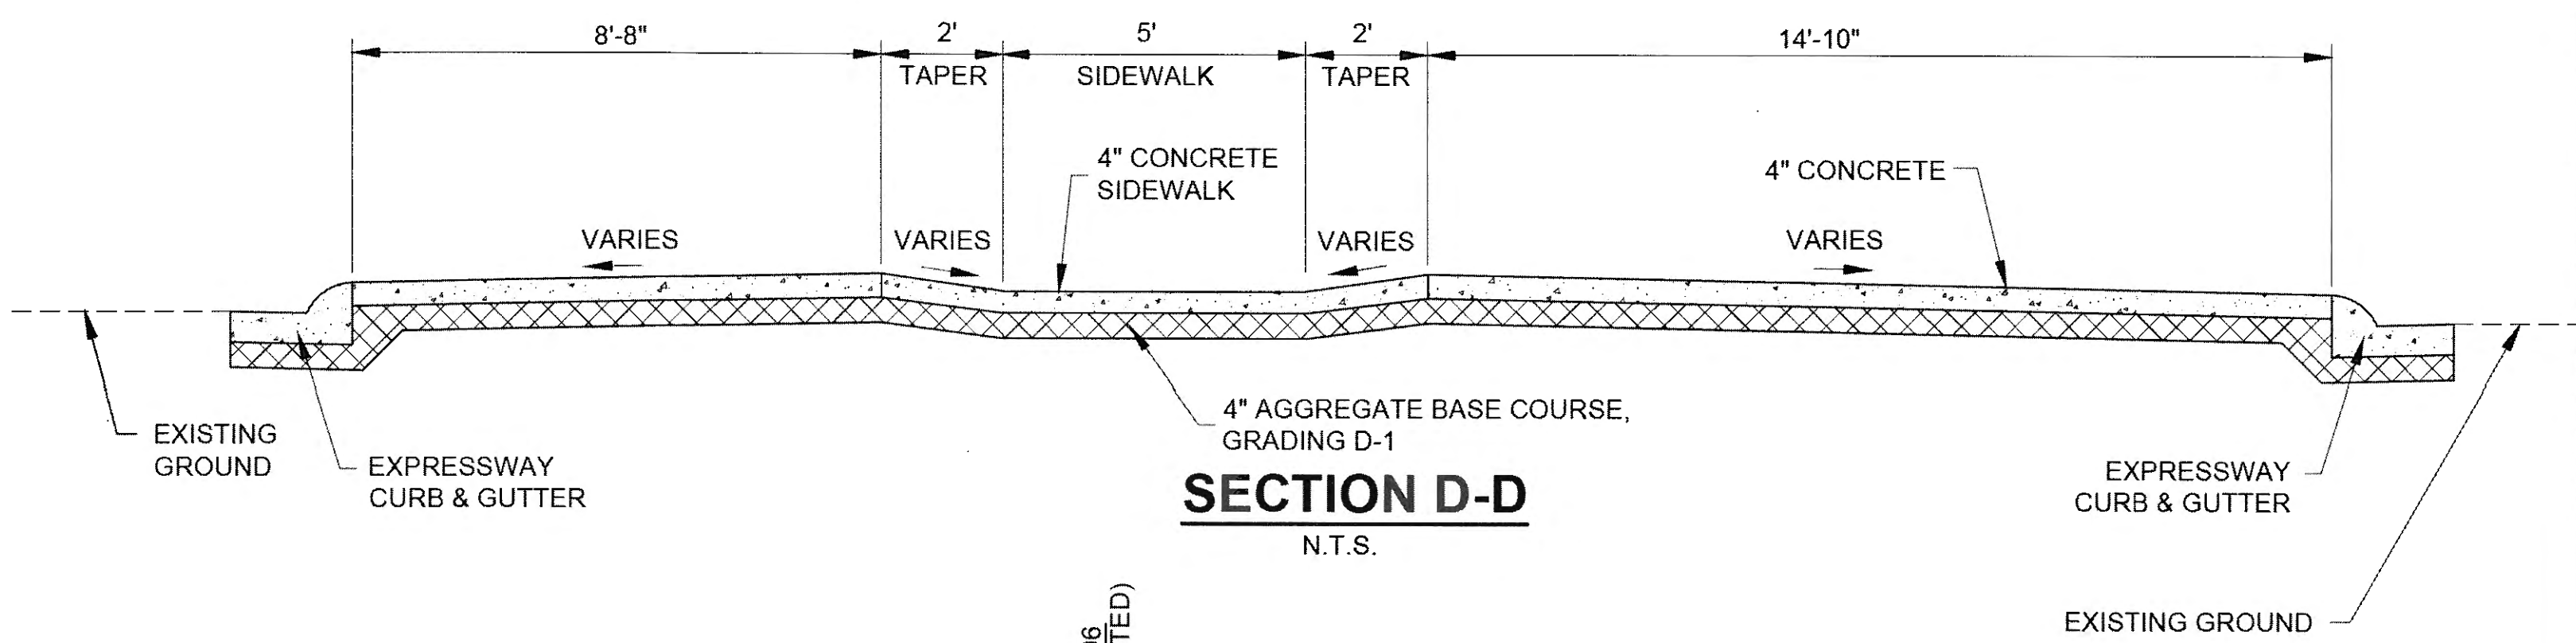 8'-8"
2'
5'
2'
14'-10"
TAPER
SIDEWALK
TAPER
4" CONCRETE
SIDEWALK
4" CONCRETE
VARIES
VARIES
VARIES
VARIES
EXISTING
GROUND
EXPRESSWAY
CURB & GUTTER
4" AGGREGATE BASE COURSE,
GRADING D-1
EXPRESSWAY
CURB & GUTTER
SECTION D-D
N.T.S.
EXISTING GROUND